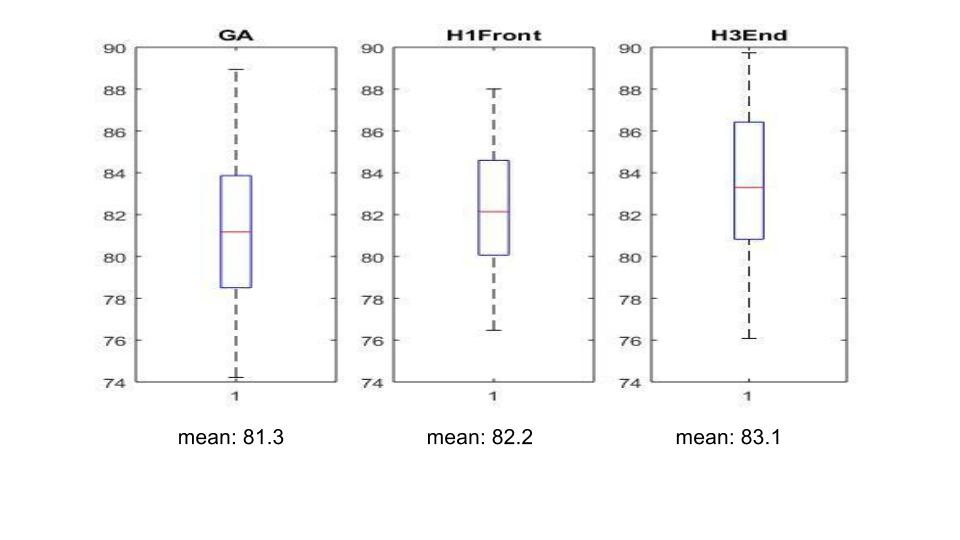 GA H1Front H3End
90 90 90
88 88 88
86 86 86
84 84 84
82 82 82
80 80 80
78 78 78
76 76 76
74 74 74
1 1 1
mean: 81.3 mean: 82.2 mean: 83.1